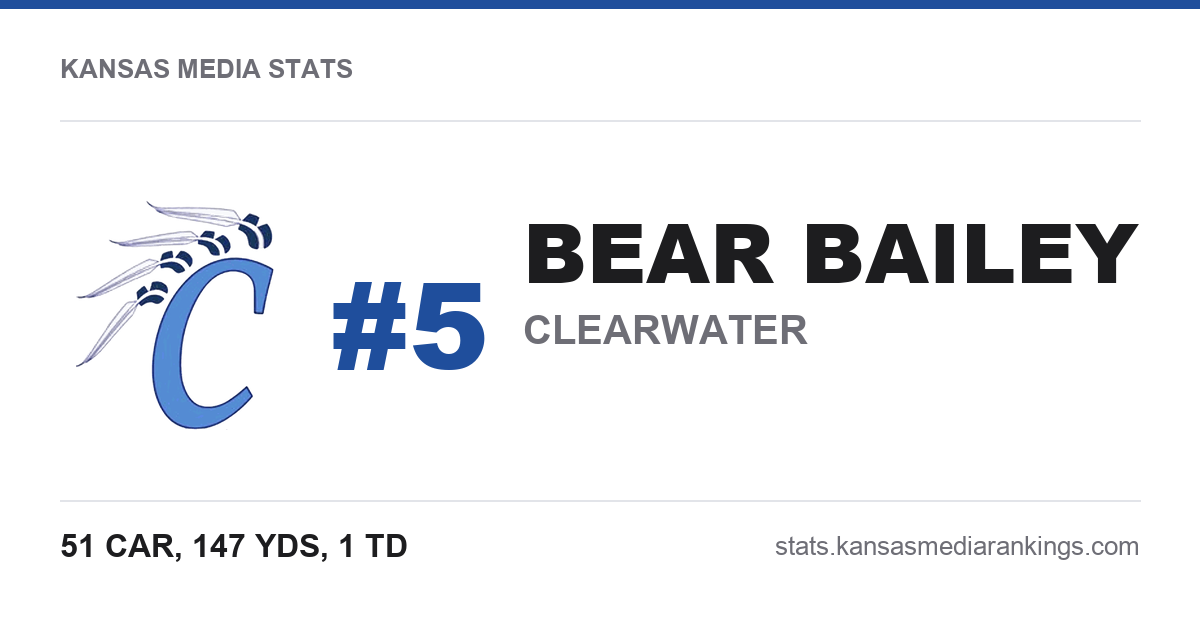 KANSAS MEDIA STATS
C
#5
BEAR BAILEY
CLEARWATER
51 CAR, 147 YDS, 1 TD
stats.kansasmediarankings.com